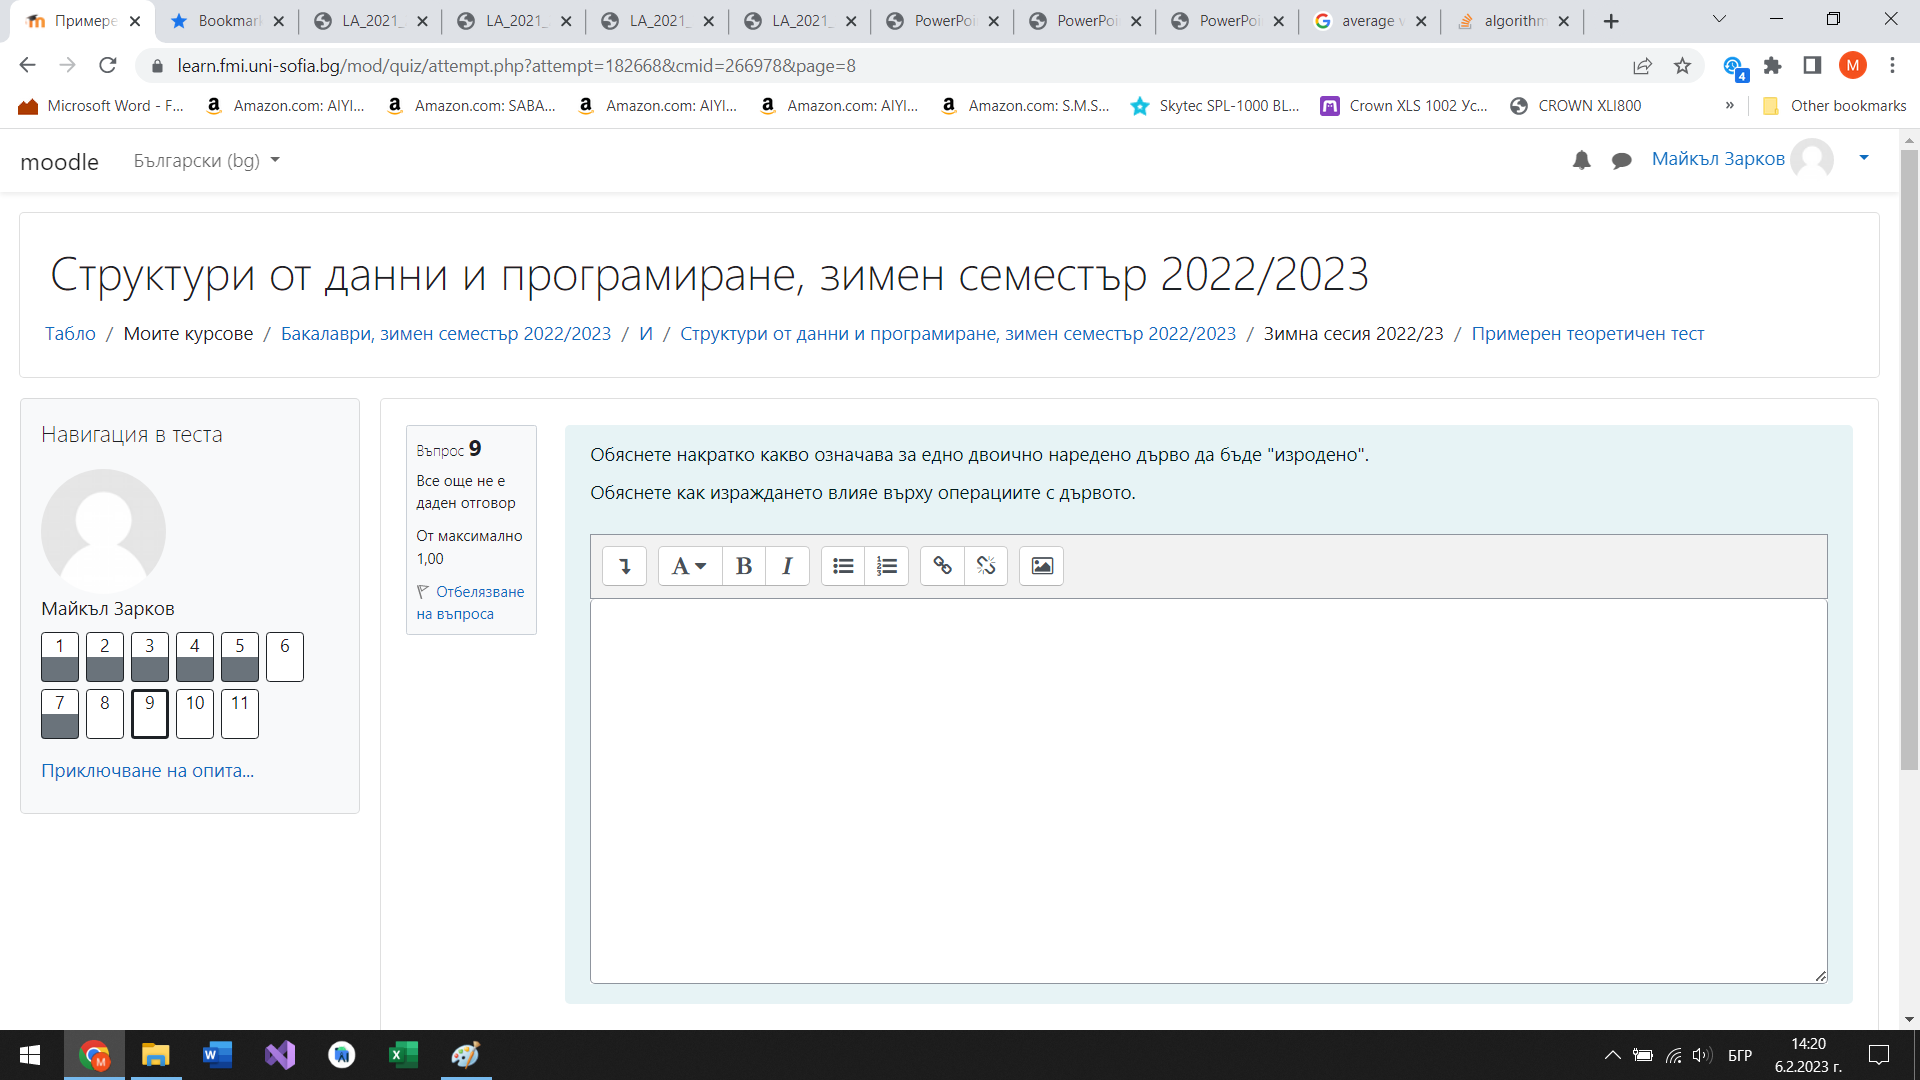 Примере
Bookmar
LA_2021_
LA_2021_
LA_2021_
LA_2021_
PowerPoi
PowerPoi
PowerPoi
average v
algorithm
learn.fmi.uni-sofia.bg/mod/quiz/attempt.php?attempt=182668&cmid=266978&page=8
4
M
Microsoft Word - F...
Amazon.com: AIYI...
Amazon.com: SABA...
Amazon.com: AIYI...
Amazon.com: AIYI...
Amazon.com: S.M.S...
Skytec SPL-1000 BL...
Crown XLS 1002 Ус...
CROWN XLI800
»
Other bookmarks
moodle
Български (bg)
Майкъл Зарков
Структури от данни и програмиране, зимен семестър 2022/2023
Табло / Моите курсове / Бакалаври, зимен семестър 2022/2023 / И / Структури от данни и програмиране, зимен семестър 2022/2023 / Зимна сесия 2022/23 / Примерен теоретичен тест
Навигация в теста
Майкъл Зарков
1 2 3 4 5 6
7 8 9 10 11
Приключване на опита...
Въпрос 9
Все още не е
даден отговор
От максимално
1,00
Отбелязване
на въпроса
Обяснете накратко какво означава за едно двоично наредено дърво да бъде "изродено".
Обяснете как израждането влияе върху операциите с дървото.
A B I
БГР
14:20
6.2.2023 г.